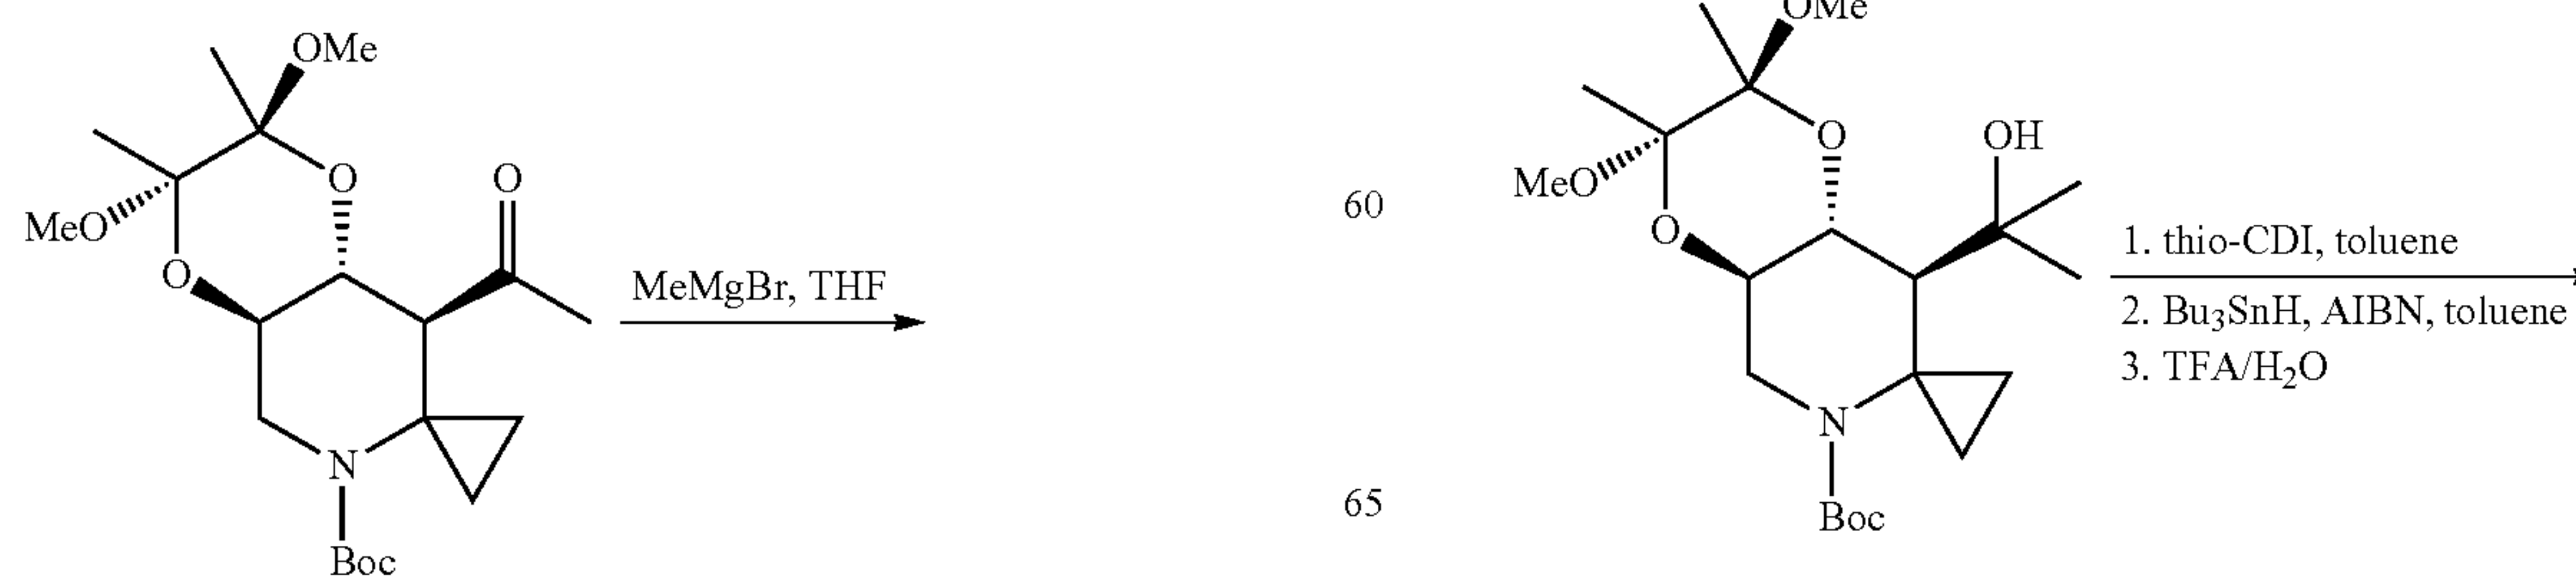 OMe
O
O
MeO
O
MeMgBr, THF
N
Boc
60
65
OMe
O
OH
MeO
O
1. thio-CDI, toluene
2. Bu₃SnH, AIBN, toluene
3. TFA/H₂O
N
Boc